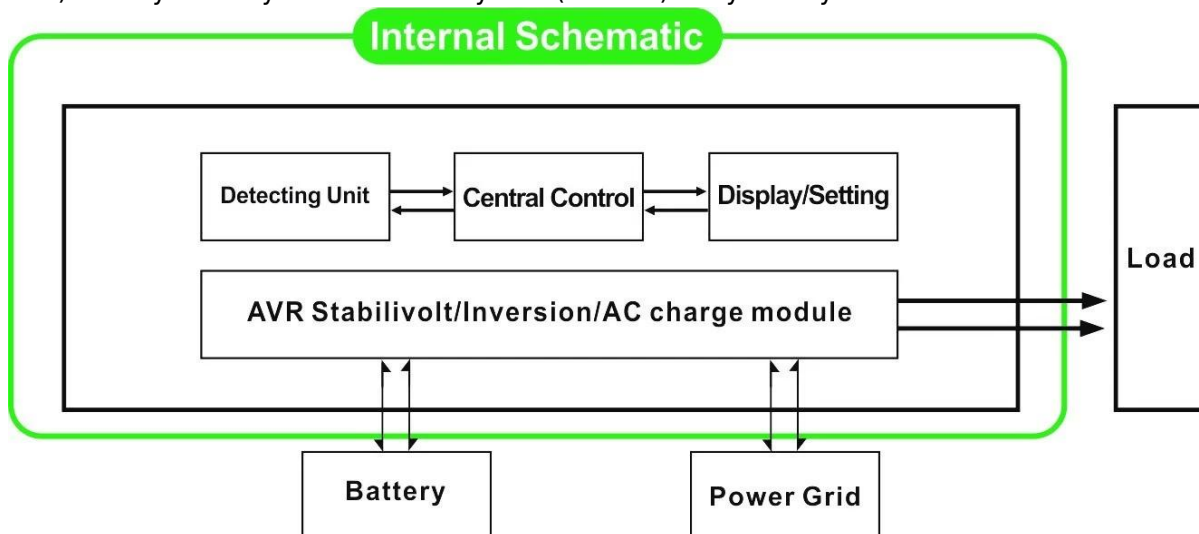 Internal Schematic
Detecting Unit
Central Control
Display/Setting
Load
AVR Stabilivolt/Inversion/AC charge module
Battery
Power Grid